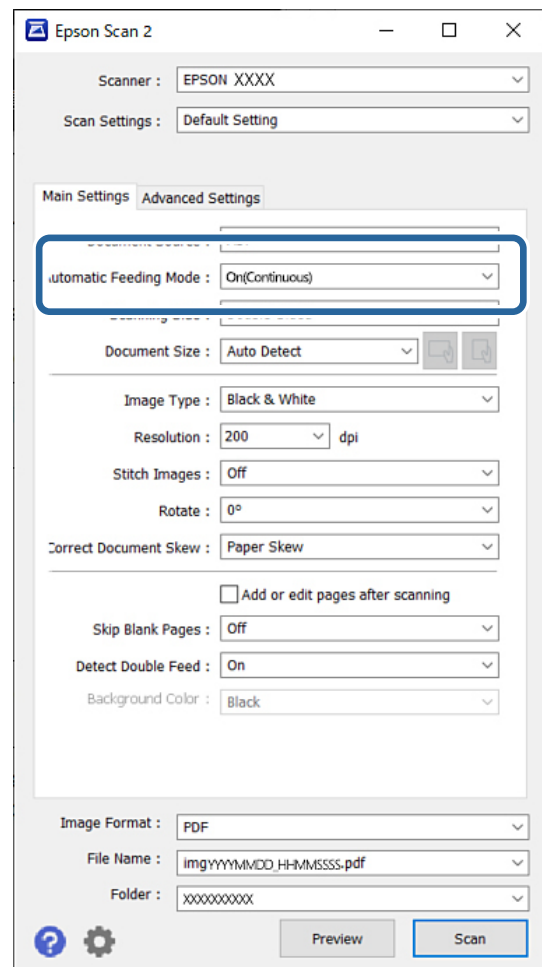 Epson Scan 2
Scanner : EPSON XXXX
Scan Settings : Default Setting
Main Settings Advanced Settings
utomatic Feeding Mode : On(Continuous)
Document Size : Auto Detect
Image Type : Black & White
Resolution : 200 dpi
Stitch Images : Off
Rotate : 0°
Correct Document Skew : Paper Skew
Add or edit pages after scanning
Skip Blank Pages : Off
Detect Double Feed : On
Background Color : Black
Image Format : PDF
File Name : imgYYYYMMDD_HHMMSSSS.pdf
Folder : XXXXXXXXXX
? Preview Scan